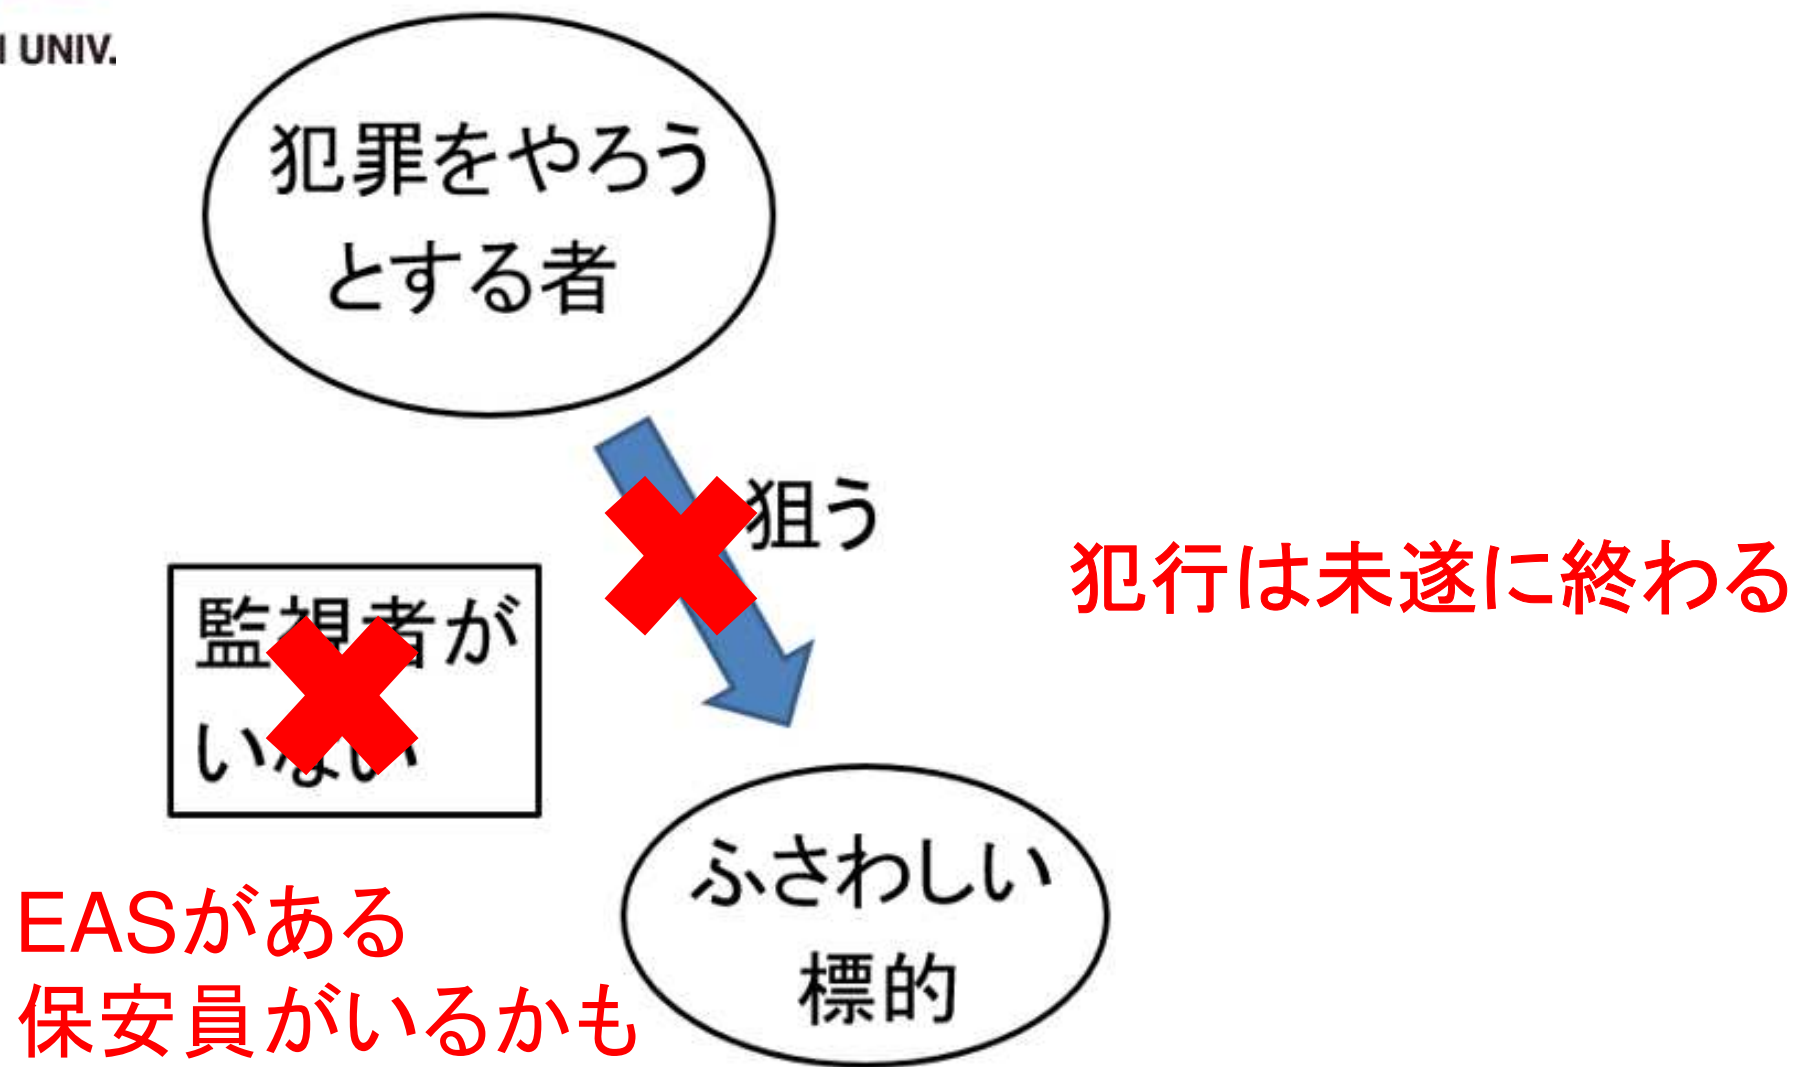 UNIV.
犯罪をやろう
とする者
狙う
犯行は未遂に終わる
監視者が
いない
ふさわしい
標的
EASがある
保安員がいるかも